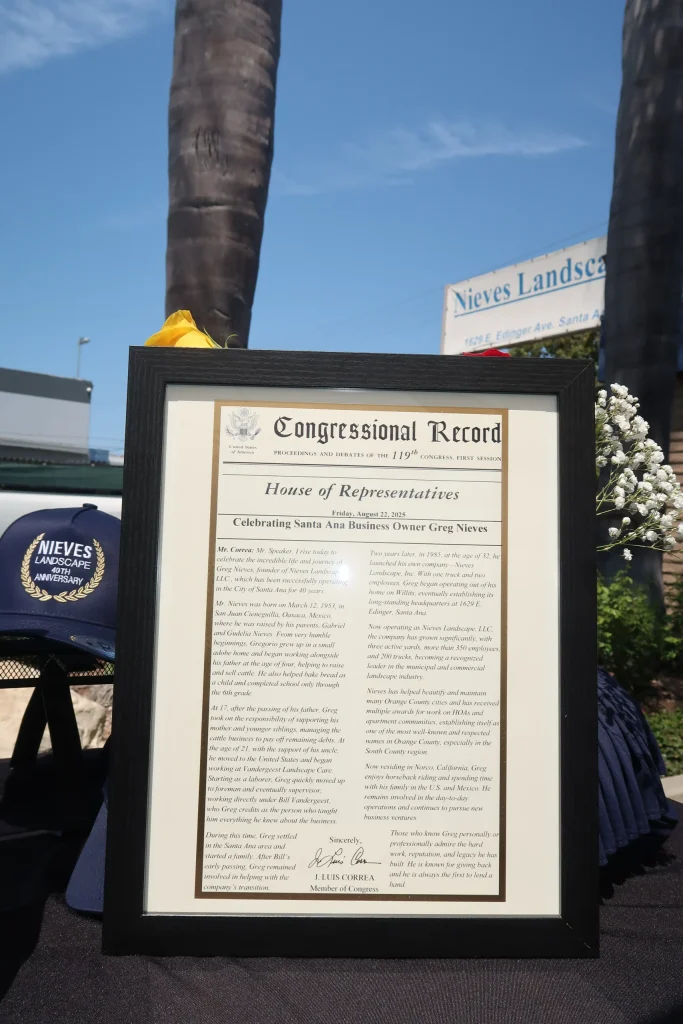 Nieves Landsca
1629 E. Edinger Ave. Santa A
NIEVES
LANDSCAPE
40TH
ANNIVERSARY
United States
of America
Congressional Record
PROCEEDINGS AND DEBATES OF THE 119th CONGRESS, FIRST SESSION
House of Representatives
Friday, August 22, 2025
Celebrating Santa Ana Business Owner Greg Nieves
Mr. Correa: Mr. Speaker, I rise today to
celebrate the incredible life and journey of
Greg Nieves, founder of Nieves Landscape,
LLC, which has been successfully operating
in the City of Santa Ana for 40 years.
Mr. Nieves was born on March 12, 1953, in
San Juan Cieneguilla, Oaxaca, Mexico,
where he was raised by his parents, Gabriel
and Gudelia Nieves. From very humble
beginnings, Gregorio grew up in a small
adobe home and began working alongside
his father at the age of four, helping to raise
and sell cattle. He also helped bake bread as
a child and completed school only through
the 6th grade.
At 17, after the passing of his father, Greg
took on the responsibility of supporting his
mother and younger siblings, managing the
cattle business to pay off remaining debts. At
the age of 21, with the support of his uncle,
he moved to the United States and began
working at Vandergeest Landscape Care.
Starting as a laborer, Greg quickly moved up
to foreman and eventually supervisor,
working directly under Bill Vandergeest,
who Greg credits as the person who taught
him everything he knew about the business.
During this time, Greg settled
in the Santa Ana area and
started a family. After Bill's
early passing, Greg remained
involved in helping with the
company's transition.
Two years later, in 1985, at the age of 32, he
launched his own company—Nieves
Landscape, Inc. With one truck and two
employees, Greg began operating out of his
home on Willits, eventually establishing its
long-standing headquarters at 1629 E.
Edinger, Santa Ana.
Now operating as Nieves Landscape, LLC,
the company has grown significantly, with
three active yards, more than 350 employees,
and 200 trucks, becoming a recognized
leader in the municipal and commercial
landscape industry.
Nieves has helped beautify and maintain
many Orange County cities and has received
multiple awards for work on HOAs and
apartment communities, establishing itself as
one of the most well-known and respected
names in Orange County, especially in the
South County region.
Now residing in Norco, California, Greg
enjoys horseback riding and spending time
with his family in the U.S. and Mexico. He
remains involved in the day-to-day
operations and continues to pursue new
business ventures.
Those who know Greg personally or
professionally admire the hard
work, reputation, and legacy he has
built. He is known for giving back
and he is always the first to lend a
hand.
Sincerely,
J. LUIS CORREA
Member of Congress